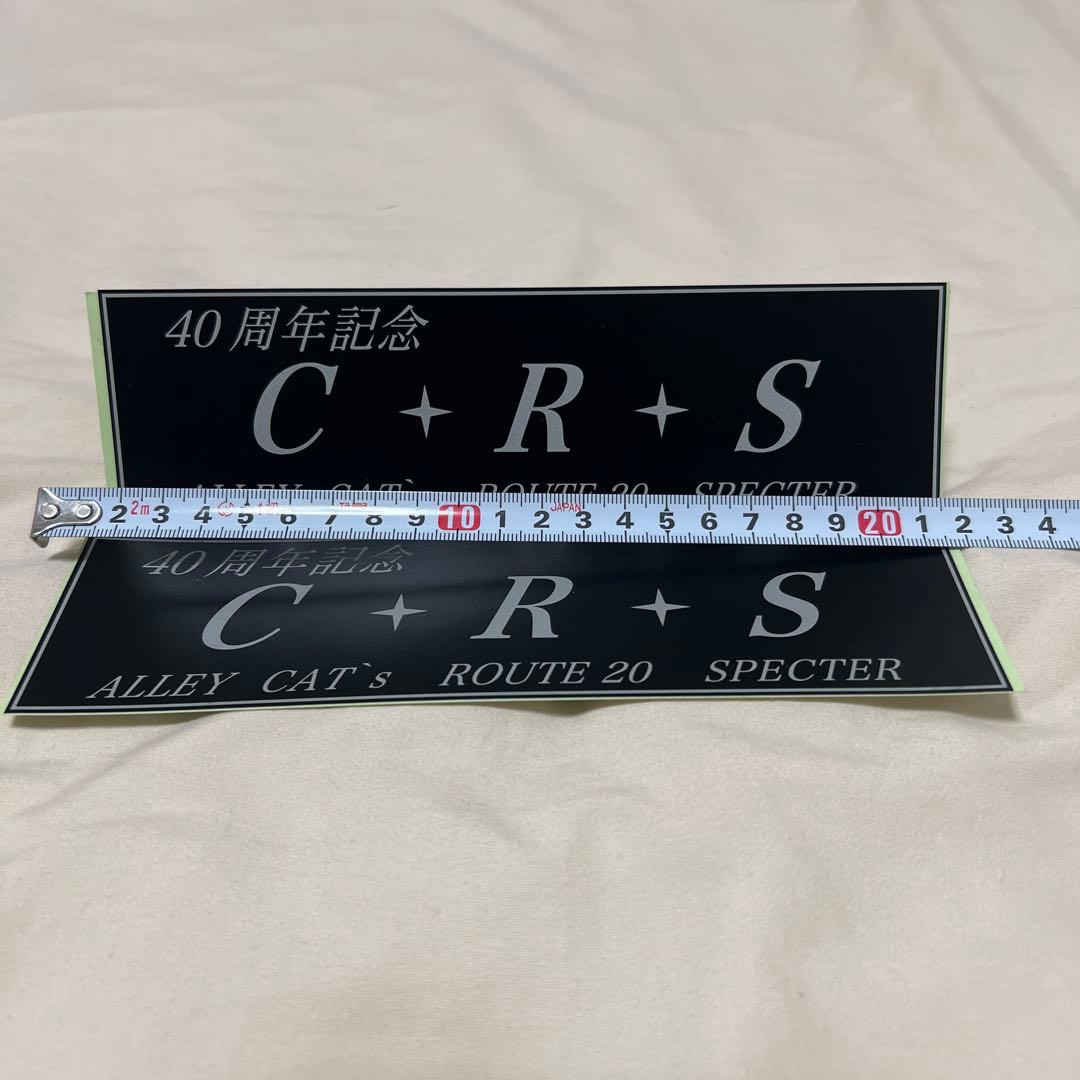 40周年記念
C R S
ALLEY CAT`s ROUTE 20 SPECTER
2 2m 3 4 5 6 7 8 9 10 1 2 JAPAN 3 4 5 6 7 8 9 20 1 2 3 4
40周年記念
C R S
ALLEY CAT`s ROUTE 20 SPECTER